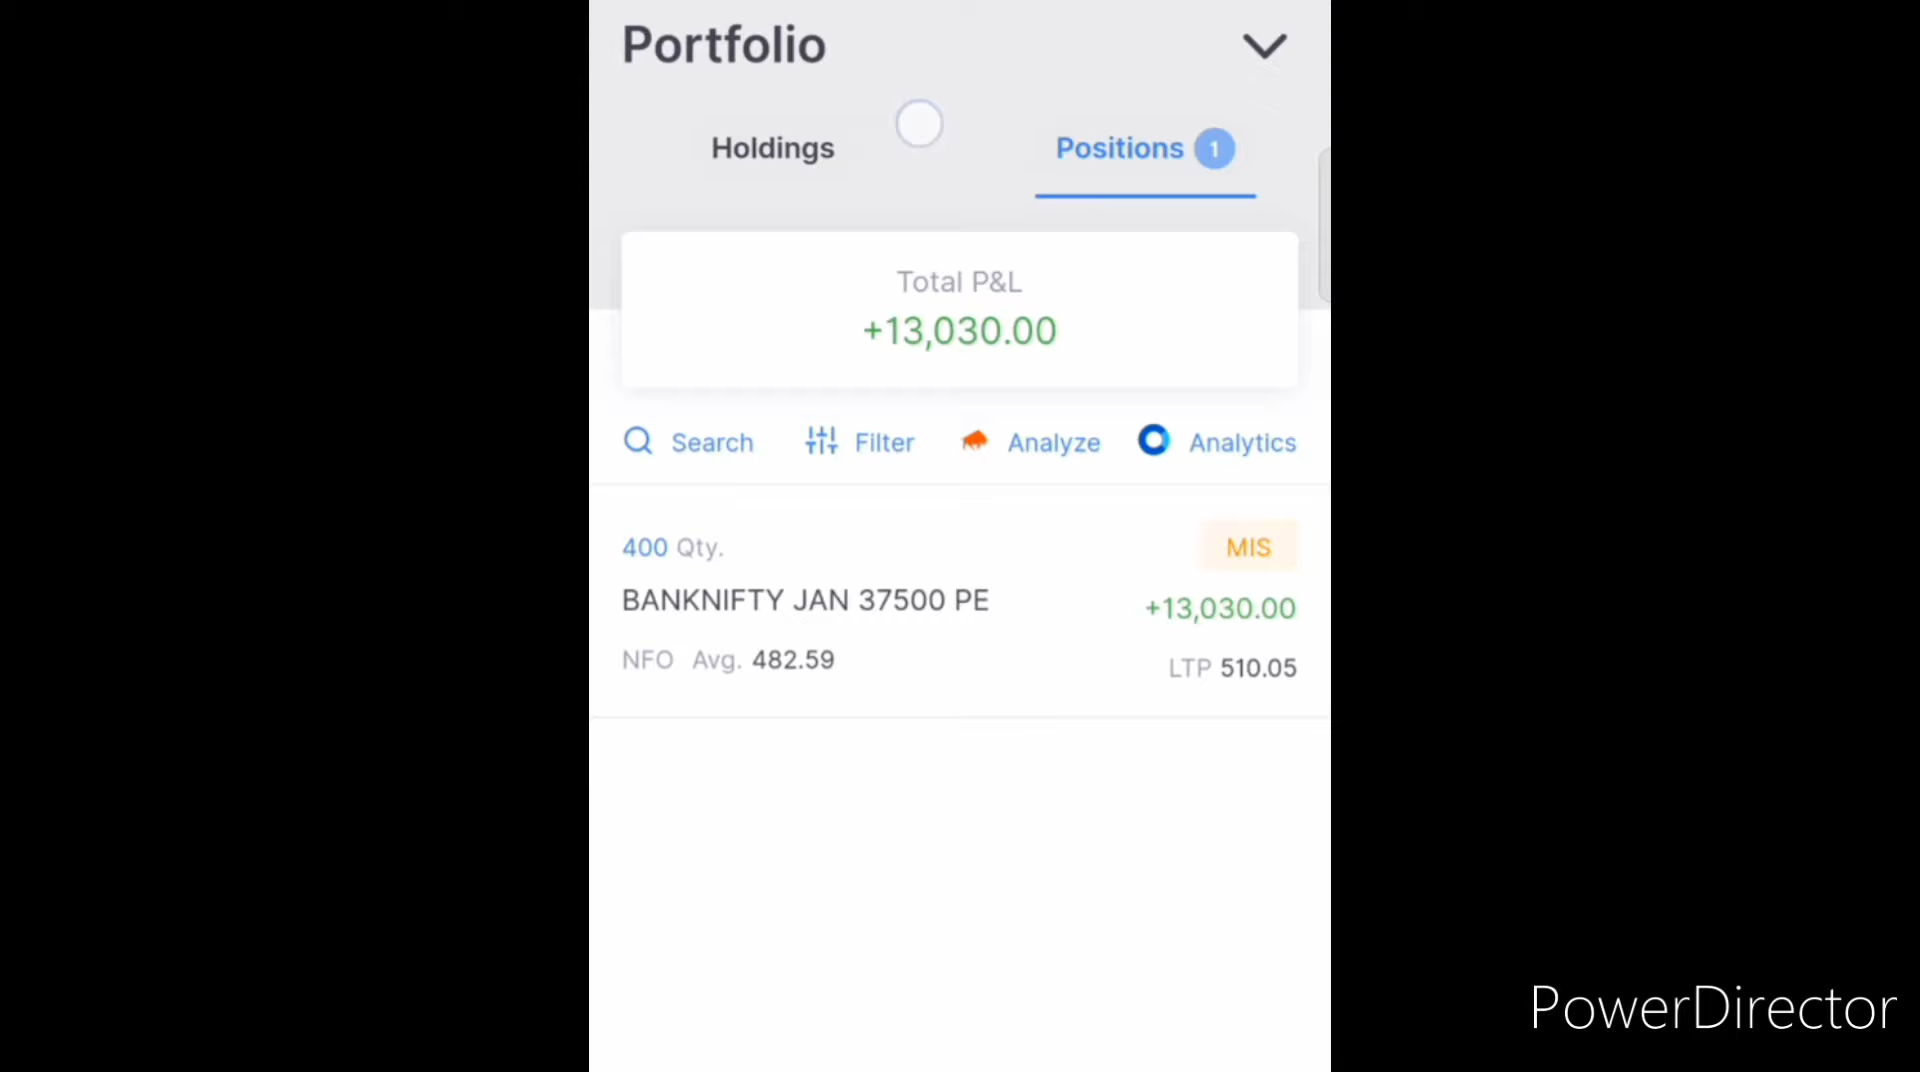 Portfolio
Holdings
Positions 1
Total P&L
+13,030.00
Search Filter Analyze Analytics
400 Qty. MIS
BANKNIFTY JAN 37500 PE +13,030.00
NFO Avg. 482.59 LTP 510.05
PowerDirector